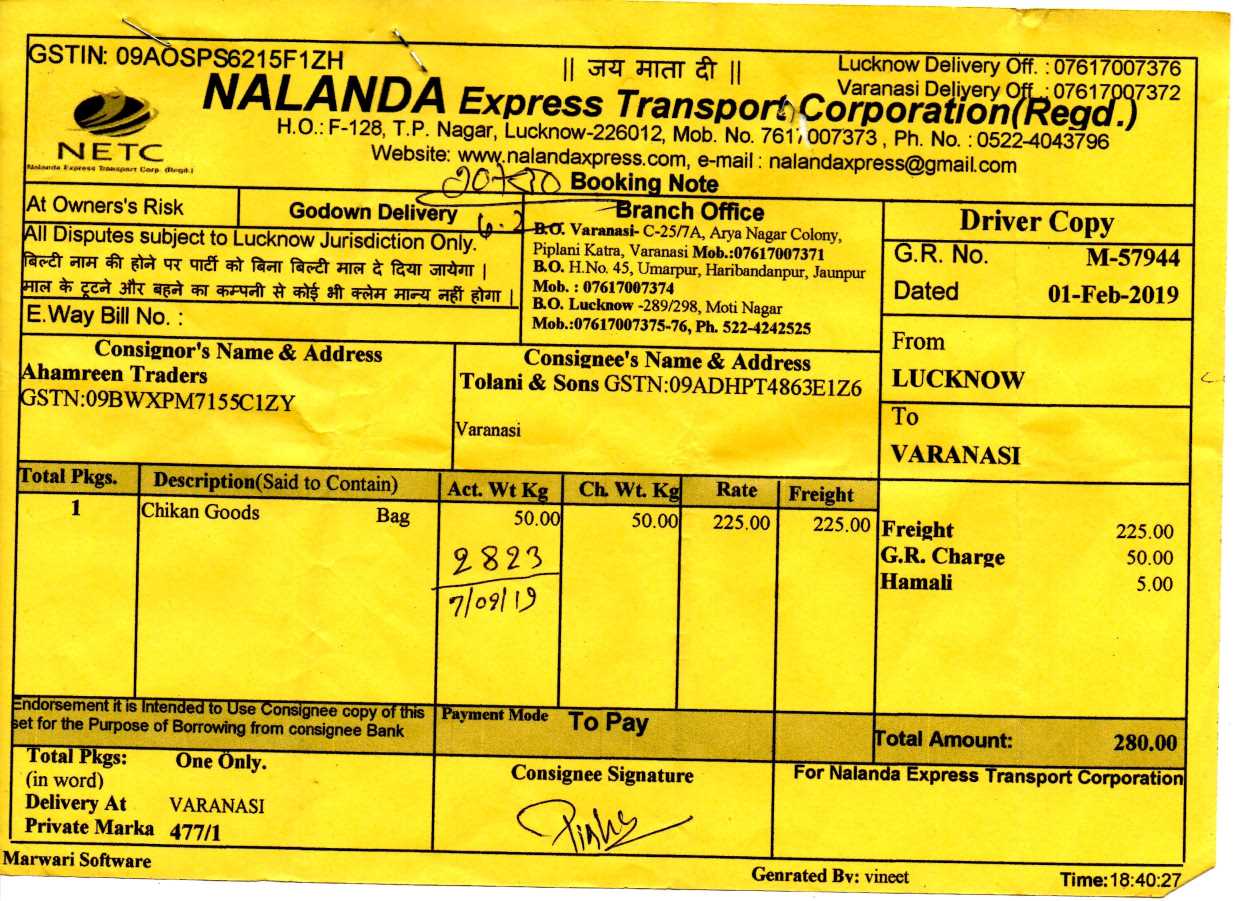 GSTIN: 09AOSPS6215F1ZH
|| जय माता दी ||
Lucknow Delivery Off. : 07617007376
Varanasi Delivery Off. : 07617007372
NALANDA Express Transport Corporation(Regd.)
NETC
Nalanda Express Transport Corp. (Regd.)
H.O.: F-128, T.P. Nagar, Lucknow-226012, Mob. No. 7617007373 , Ph. No. : 0522-4043796
Website: www.nalandaxpress.com, e-mail : nalandaxpress@gmail.com
Booking Note
At Owners's Risk
Godown Delivery
All Disputes subject to Lucknow Jurisdiction Only.
बिल्टी नाम की होने पर पार्टी को बिना बिल्टी माल दे दिया जायेगा |
माल के टूटने और बहने का कम्पनी से कोई भी क्लेम मान्य नहीं होगा |
E.Way Bill No. :
Branch Office
B.O. Varanasi- C-25/7A, Arya Nagar Colony,
Piplani Katra, Varanasi Mob.:07617007371
B.O. H.No. 45, Umarpur, Haribandanpur, Jaunpur
Mob. : 07617007374
B.O. Lucknow -289/298, Moti Nagar
Mob.:07617007375-76, Ph. 522-4242525
Driver Copy
G.R. No. M-57944
Dated 01-Feb-2019
From
LUCKNOW
To
VARANASI
Consignor's Name & Address
Ahamreen Traders
GSTN:09BWXPM7155C1ZY
Consignee's Name & Address
Tolani & Sons GSTN:09ADHPT4863E1Z6
Varanasi
Total Pkgs. Description(Said to Contain) Act. Wt Kg Ch. Wt. Kg Rate Freight
1 Chikan Goods Bag 50.00 50.00 225.00 225.00
2823
7/09/19
Freight 225.00
G.R. Charge 50.00
Hamali 5.00
Endorsement it is Intended to Use Consignee copy of this
set for the Purpose of Borrowing from consignee Bank
Payment Mode To Pay
Total Amount: 280.00
Total Pkgs: One Only.
(in word)
Delivery At VARANASI
Private Marka 477/1
Consignee Signature
For Nalanda Express Transport Corporation
Marwari Software
Genrated By: vineet
Time:18:40:27